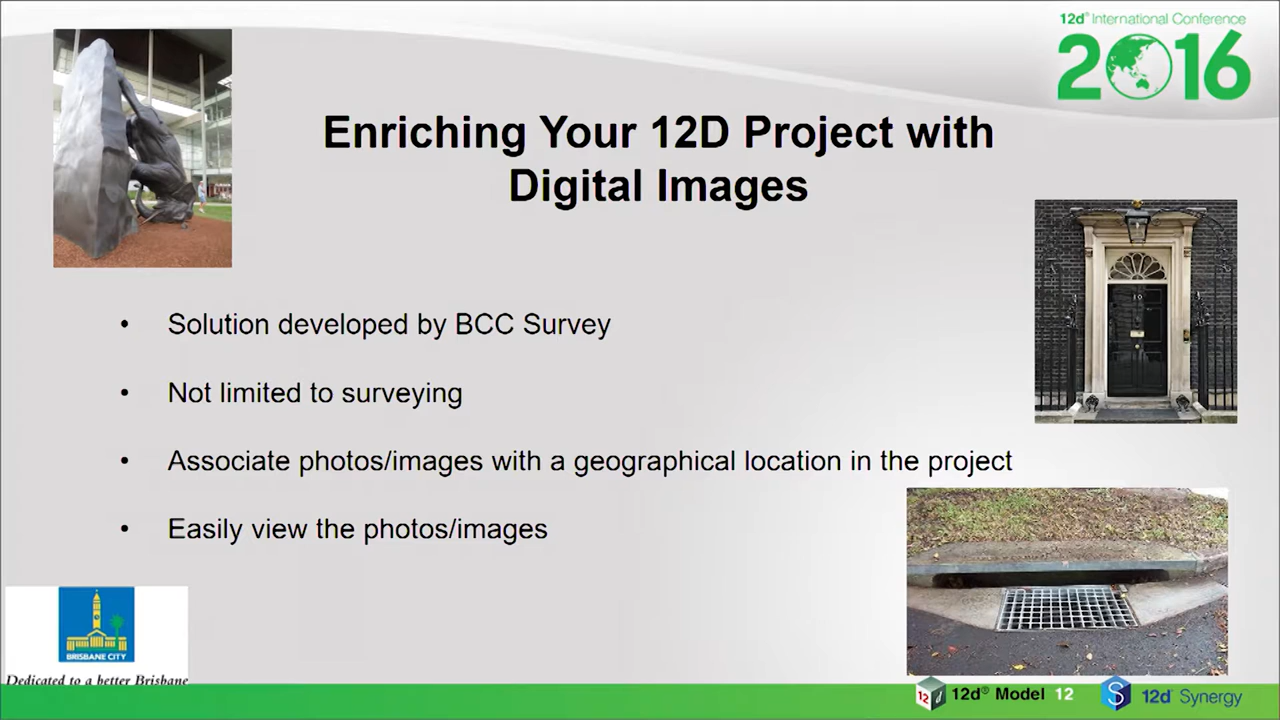 12d® International Conference
2016
Enriching Your 12D Project with
Digital Images
• Solution developed by BCC Survey
• Not limited to surveying
10
• Associate photos/images with a geographical location in the project
• Easily view the photos/images
BRISBANE CITY
Dedicated to a better Brisbane
12d® Model 12
12d® Synergy